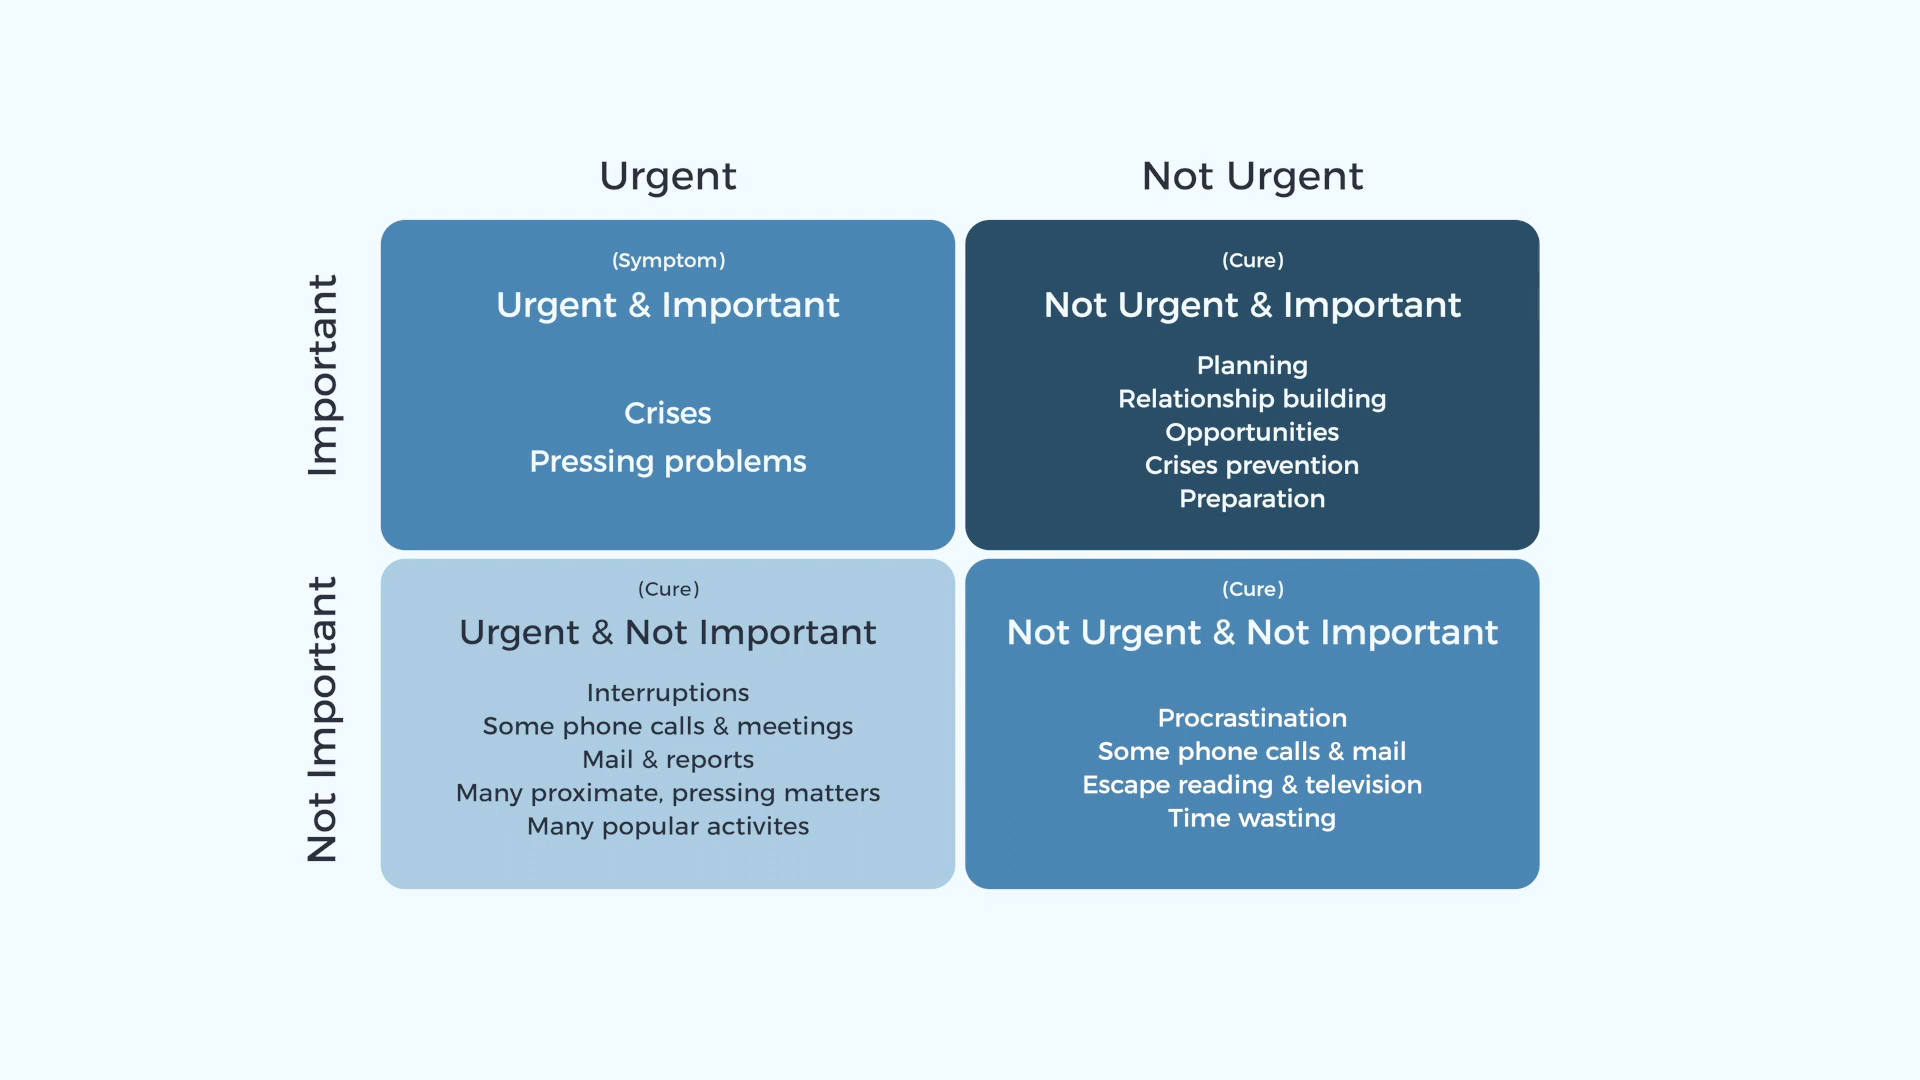 Urgent
Not Urgent
Important
(Symptom)
Urgent & Important
Crises
Pressing problems
(Cure)
Not Urgent & Important
Planning
Relationship building
Opportunities
Crises prevention
Preparation
Not Important
(Cure)
Urgent & Not Important
Interruptions
Some phone calls & meetings
Mail & reports
Many proximate, pressing matters
Many popular activites
(Cure)
Not Urgent & Not Important
Procrastination
Some phone calls & mail
Escape reading & television
Time wasting